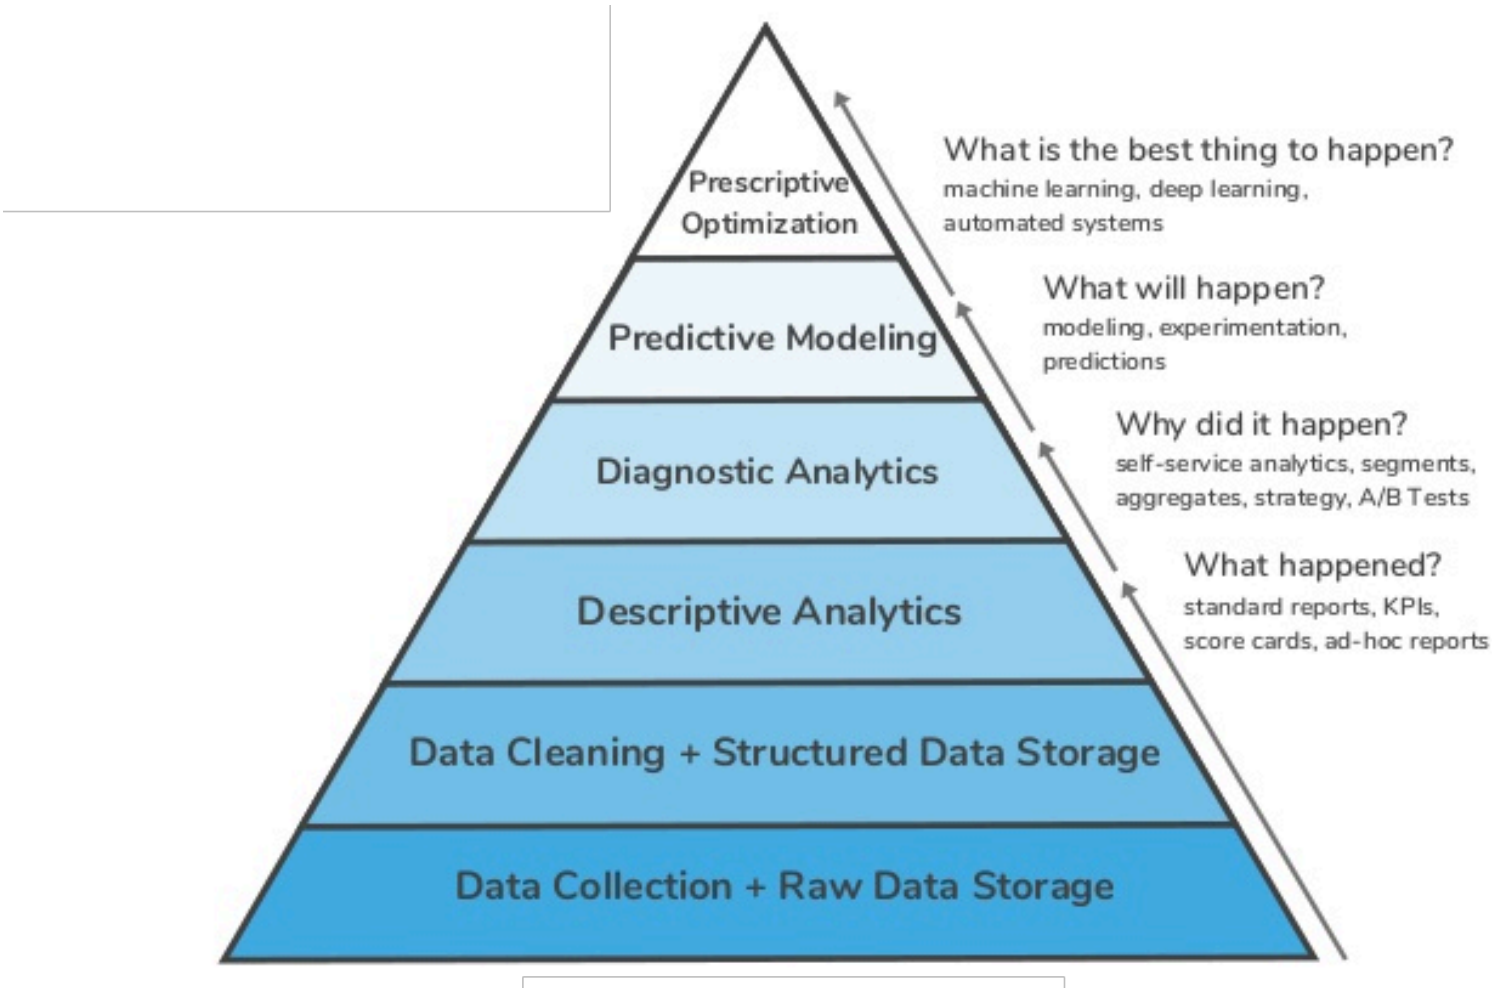 Prescriptive
Optimization
What is the best thing to happen?
machine learning, deep learning,
automated systems
Predictive Modeling
What will happen?
modeling, experimentation,
predictions
Diagnostic Analytics
Why did it happen?
self-service analytics, segments,
aggregates, strategy, A/B Tests
Descriptive Analytics
What happened?
standard reports, KPIs,
score cards, ad-hoc reports
Data Cleaning + Structured Data Storage
Data Collection + Raw Data Storage